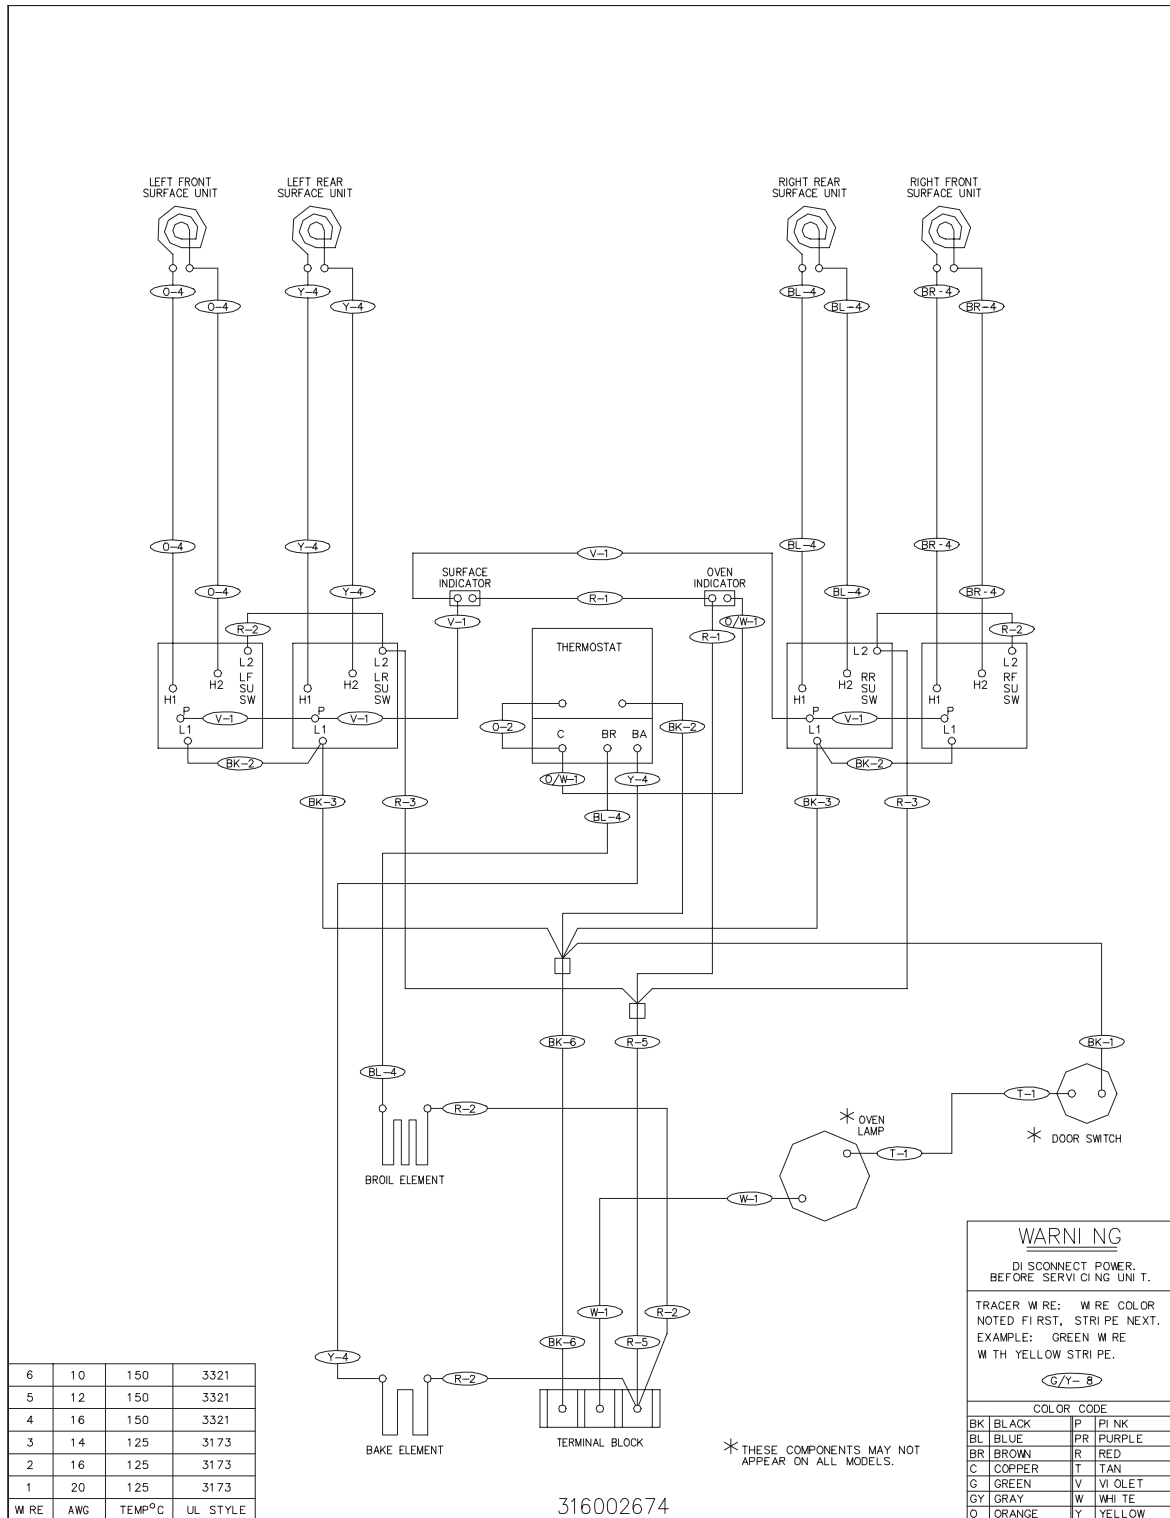 LEFT FRONT
SURFACE UNIT
LEFT REAR
SURFACE UNIT
RIGHT REAR
SURFACE UNIT
RIGHT FRONT
SURFACE UNIT
O-4
O-4
Y-4
Y-4
BL-4
BL-4
BR-4
BR-4
O-4
O-4
Y-4
Y-4
V-1
BL-4
BL-4
BR-4
BR-4
SURFACE
INDICATOR
R-1
OVEN
INDICATOR
R-2
V-1
R-1
O/W-1
R-2
THERMOSTAT
L2
H2
H1
LF
SU
SW
P
L1
V-1
L2
H2
H1
LR
SU
SW
P
L1
V-1
O-2
C
BR
BA
BK-2
L2
H2
H1
RR
SU
SW
P
L1
V-1
L2
H2
H1
RF
SU
SW
P
L1
BK-2
O/W-1
Y-4
BK-2
BK-3
R-3
BL-4
BK-3
R-3
BK-6
R-5
BK-1
BL-4
R-2
T-1
BROIL ELEMENT
* OVEN
LAMP
T-1
* DOOR SWITCH
W-1
W-1
R-2
BK-6
R-5
Y-4
R-2
BAKE ELEMENT
TERMINAL BLOCK
* THESE COMPONENTS MAY NOT
APPEAR ON ALL MODELS.
316002674
6 10 150 3321
5 12 150 3321
4 16 150 3321
3 14 125 3173
2 16 125 3173
1 20 125 3173
WIRE AWG TEMP°C UL STYLE
WARNING
DISCONNECT POWER.
BEFORE SERVICING UNIT.
TRACER WIRE: WIRE COLOR
NOTED FIRST, STRIPE NEXT.
EXAMPLE: GREEN WIRE
WITH YELLOW STRIPE.
G/Y-8
COLOR CODE
BK BLACK P PINK
BL BLUE PR PURPLE
BR BROWN R RED
C COPPER T TAN
G GREEN V VIOLET
GY GRAY W WHITE
O ORANGE Y YELLOW